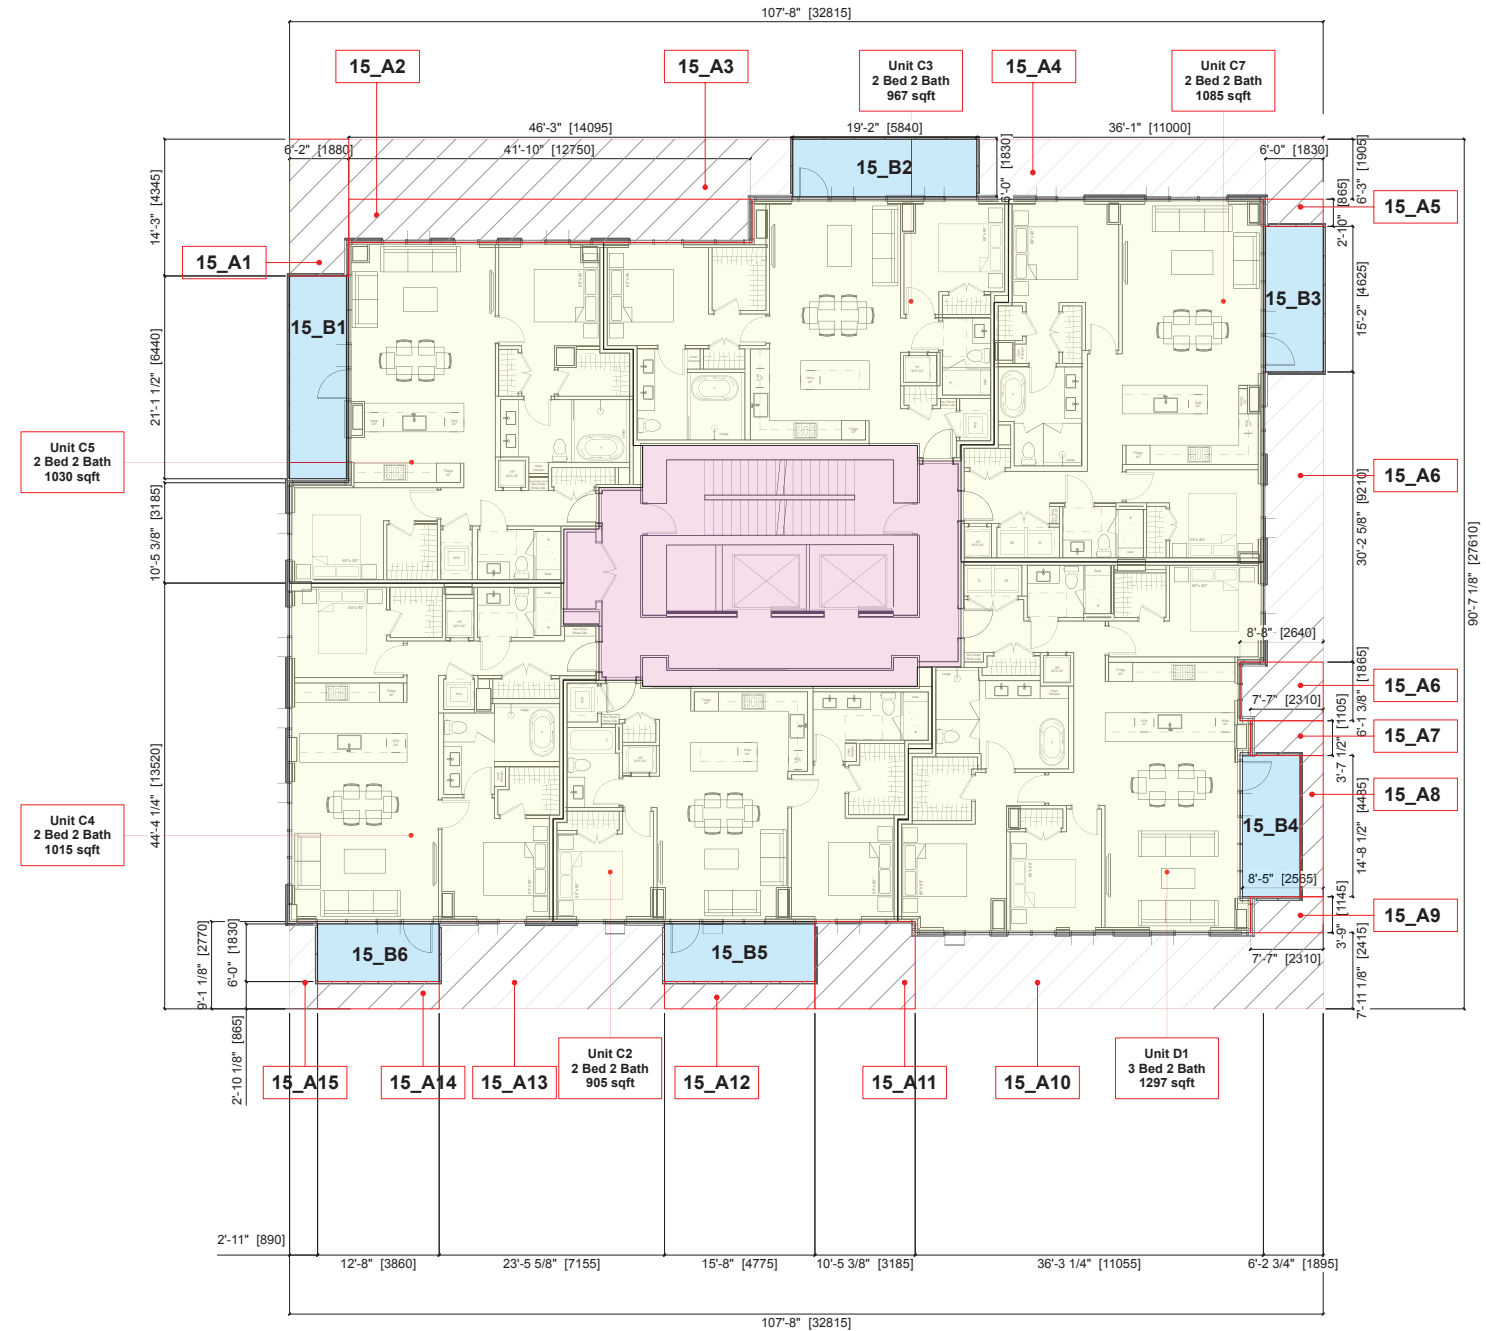 107'-8" [32815]
15_A2
15_A3
Unit C3
2 Bed 2 Bath
967 sqft
15_A4
Unit C7
2 Bed 2 Bath
1085 sqft
46'-3" [14095]
19'-2" [5840]
36'-1" [11000]
6'-2" [1880]
41'-10" [12750]
6'-0" [1830]
6'-0" [1830]
6'-3" [1905]
2'-10" [865]
14'-3" [4345]
15_B2
15_A5
15_A1
15_B1
15_B3
15'-2" [4625]
21'-1 1/2" [6440]
Unit C5
2 Bed 2 Bath
1030 sqft
15_A6
10'-5 3/8" [3185]
30'-2 5/8" [9210]
90'-7 1/8" [27610]
8'-8" [2640]
6'-1 3/8" [1865]
15_A6
7'-7" [2310]
3'-7 1/2" [1105]
15_A7
15_A8
44'-4 1/4" [13520]
Unit C4
2 Bed 2 Bath
1015 sqft
15_B4
14'-8 1/2" [4485]
8'-5" [2565]
15_A9
3'-9" [1145]
7'-7" [2310]
7'-11 1/8" [2415]
9'-1 1/8" [2770]
6'-0" [1830]
15_B6
15_B5
2'-10 1/8" [865]
Unit C2
2 Bed 2 Bath
905 sqft
Unit D1
3 Bed 2 Bath
1297 sqft
15_A15
15_A14
15_A13
15_A12
15_A11
15_A10
2'-11" [890]
12'-8" [3860]
23'-5 5/8" [7155]
15'-8" [4775]
10'-5 3/8" [3185]
36'-3 1/4" [11055]
6'-2 3/4" [1895]
107'-8" [32815]